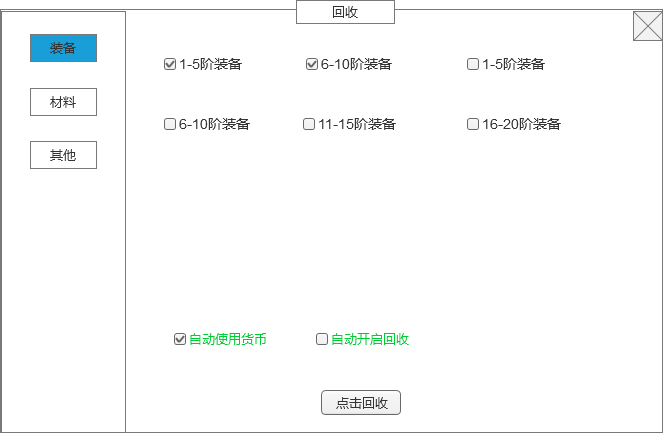 回收
装备
材料
其他
1-5阶装备 6-10阶装备 1-5阶装备
6-10阶装备 11-15阶装备 16-20阶装备
自动使用货币 自动开启回收
点击回收